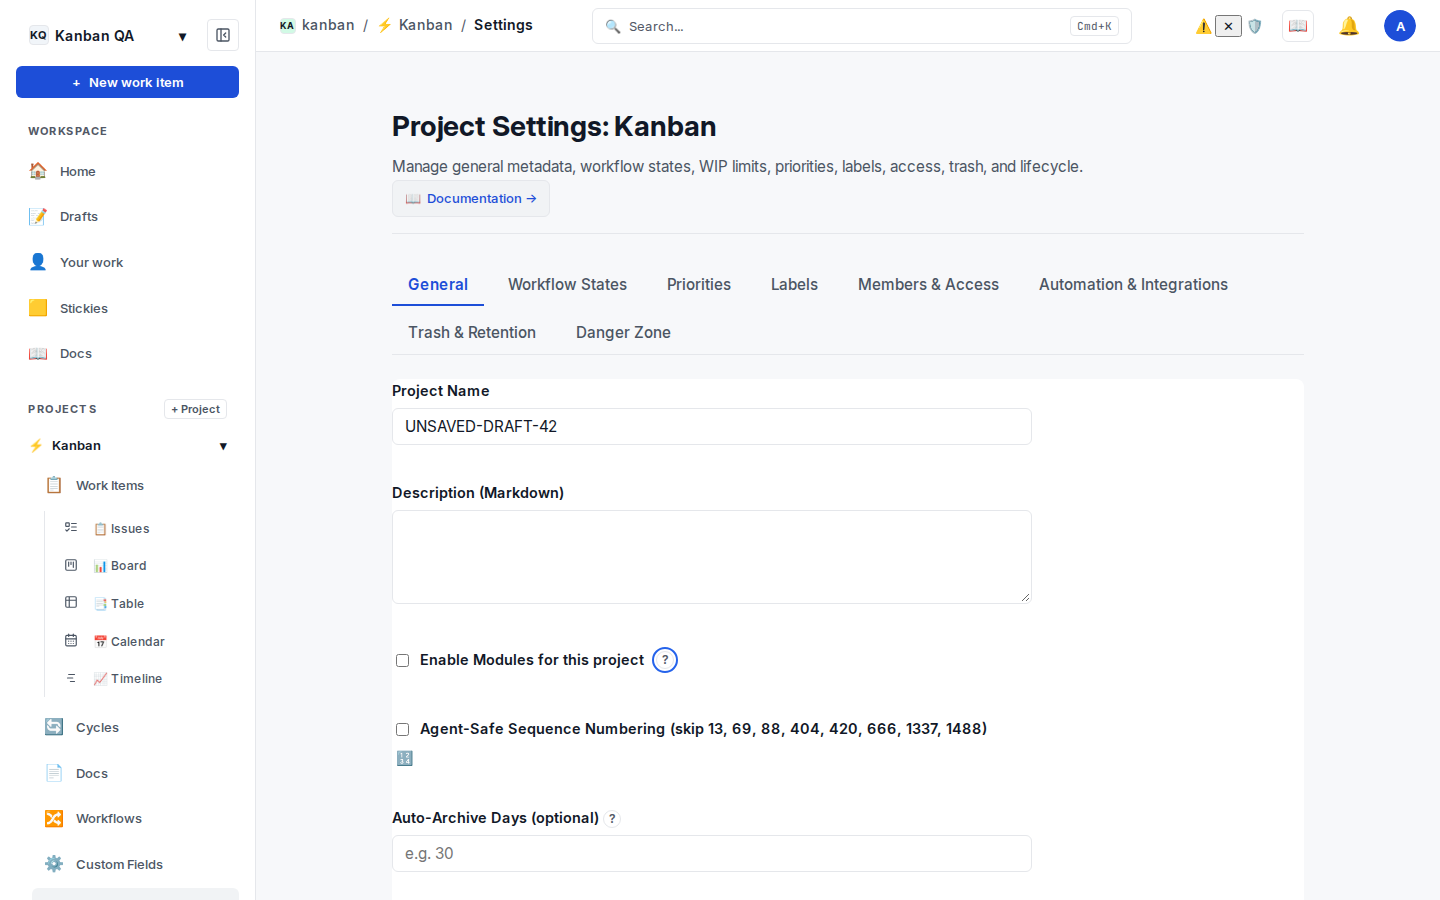 KQ Kanban QA ▾
+ New work item
WORKSPACE
Home
Drafts
Your work
Stickies
Docs
PROJECTS + Project
Kanban ▾
Work Items
Issues
Board
Table
Calendar
Timeline
Cycles
Docs
Workflows
Custom Fields
KA kanban / Kanban / Settings
Search... Cmd+K
✕
A
Project Settings: Kanban
Manage general metadata, workflow states, WIP limits, priorities, labels, access, trash, and lifecycle.
Documentation →
General Workflow States Priorities Labels Members & Access Automation & Integrations
Trash & Retention Danger Zone
Project Name
UNSAVED-DRAFT-42
Description (Markdown)
Enable Modules for this project ?
Agent-Safe Sequence Numbering (skip 13, 69, 88, 404, 420, 666, 1337, 1488)
Auto-Archive Days (optional) ?
e.g. 30